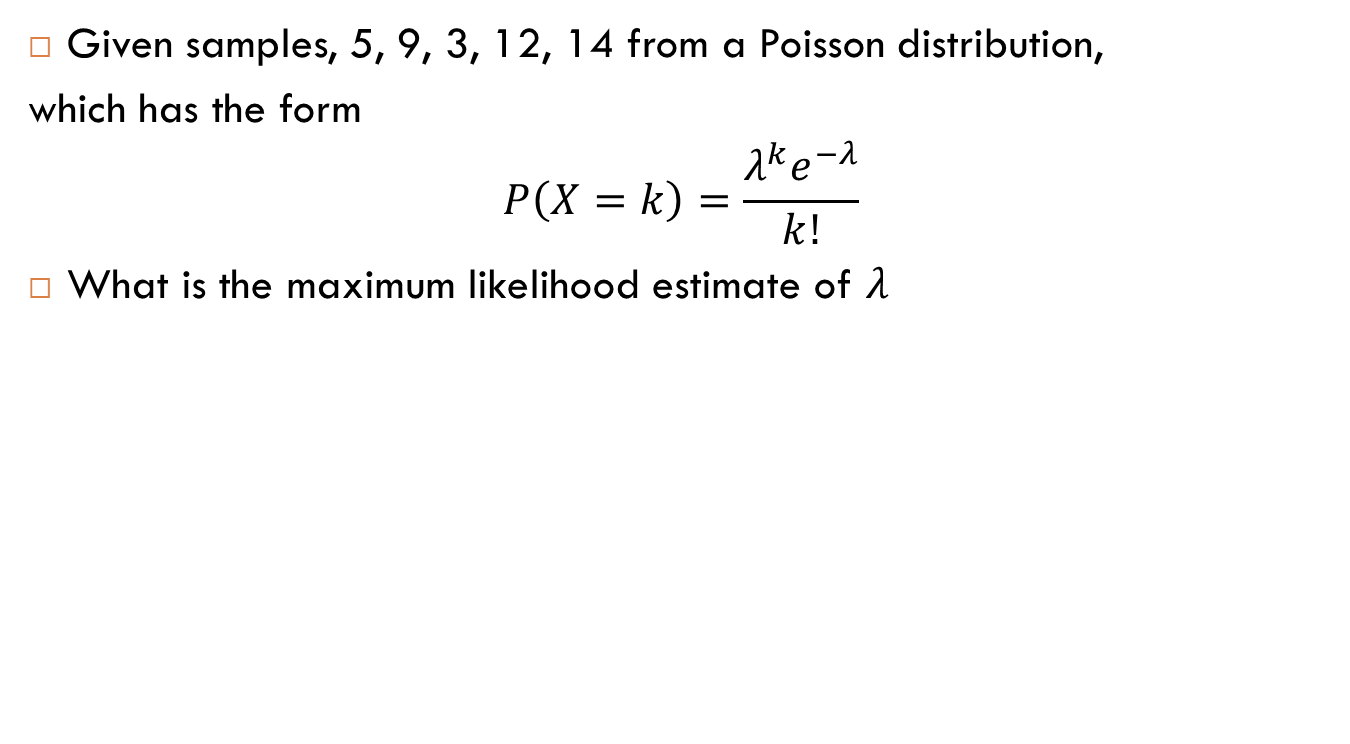 □ Given samples, 5, 9, 3, 12, 14 from a Poisson distribution,
which has the form
P(X = k) = \frac{λ^k e^{−λ}}{k!}
□ What is the maximum likelihood estimate of λ